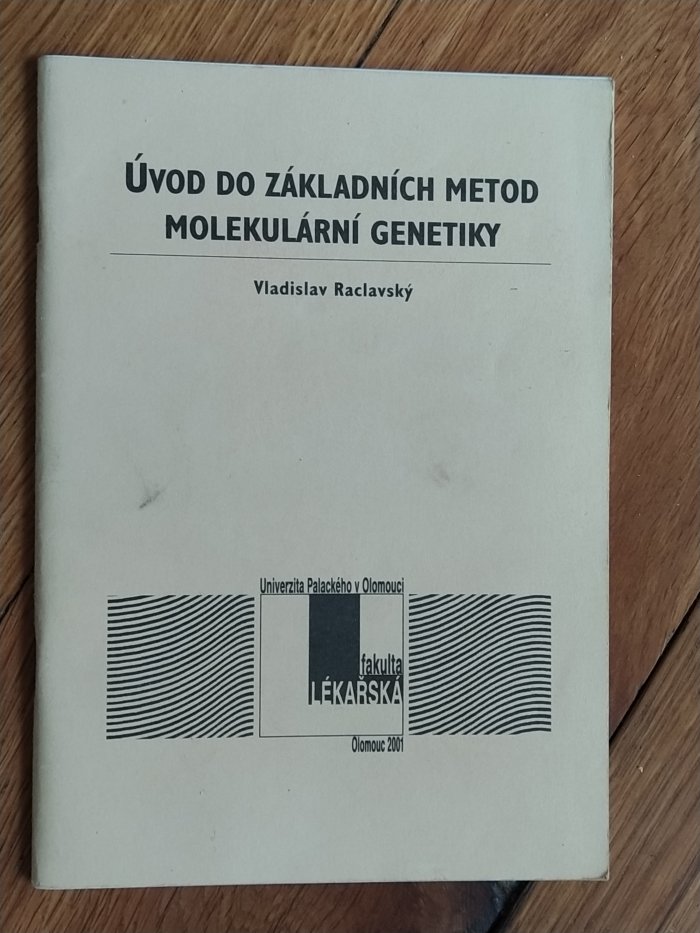 ÚVOD DO ZÁKLADNÍCH METOD
MOLEKULÁRNÍ GENETIKY
Vladislav Raclavský
Univerzita Palackého v Olomouci
fakulta
LÉKAŘSKÁ
Olomouc 2001